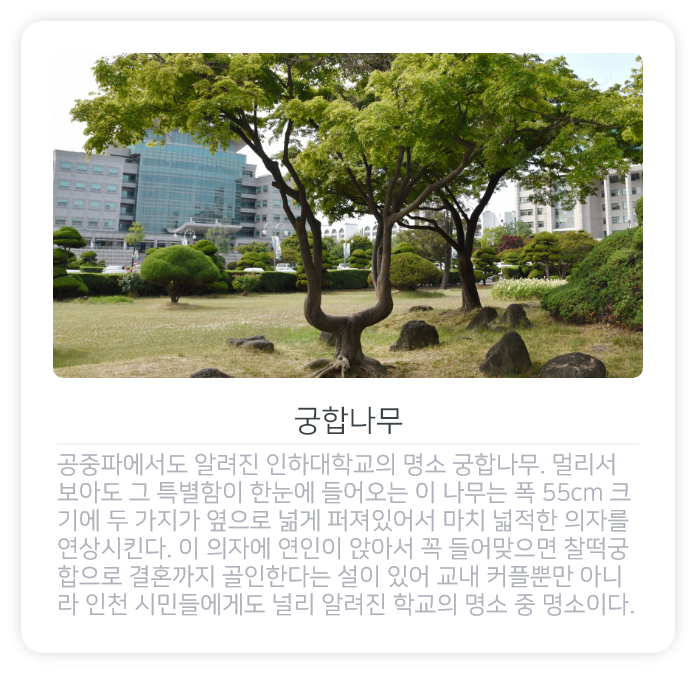 궁합나무
공중파에서도 알려진 인하대학교의 명소 궁합나무. 멀리서
보아도 그 특별함이 한눈에 들어오는 이 나무는 폭 55cm 크
기에 두 가지가 옆으로 넓게 퍼져있어서 마치 넓적한 의자를
연상시킨다. 이 의자에 연인이 앉아서 꼭 들어맞으면 찰떡궁
합으로 결혼까지 골인한다는 설이 있어 교내 커플뿐만 아니
라 인천 시민들에게도 널리 알려진 학교의 명소 중 명소이다.